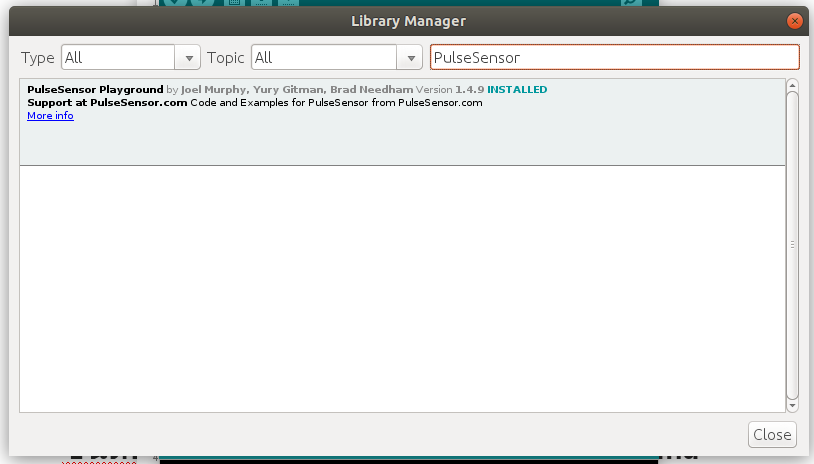 Library Manager
Type All Topic All PulseSensor
PulseSensor Playground by Joel Murphy, Yury Gitman, Brad Needham Version 1.4.9 INSTALLED
Support at PulseSensor.com Code and Examples for PulseSensor from PulseSensor.com
More info
Close